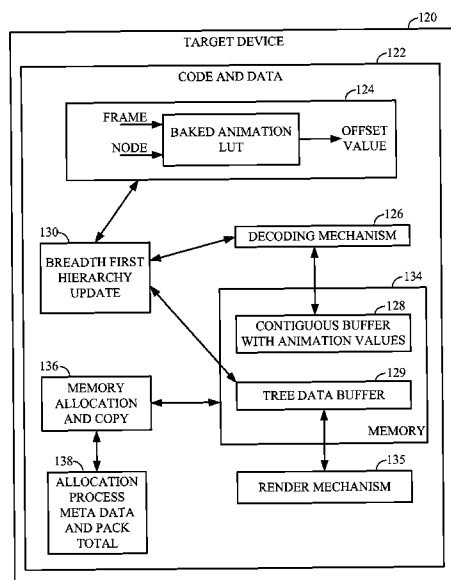 120
TARGET DEVICE
122
CODE AND DATA
124
FRAME
NODE
BAKED ANIMATION
LUT
OFFSET
VALUE
130
BREADTH FIRST
HIERARCHY
UPDATE
126
DECODING MECHANISM
134
128
CONTIGUOUS BUFFER
WITH ANIMATION VALUES
136
MEMORY
ALLOCATION
AND COPY
129
TREE DATA BUFFER
MEMORY
138
ALLOCATION
PROCESS
META DATA
AND PACK
TOTAL
135
RENDER MECHANISM